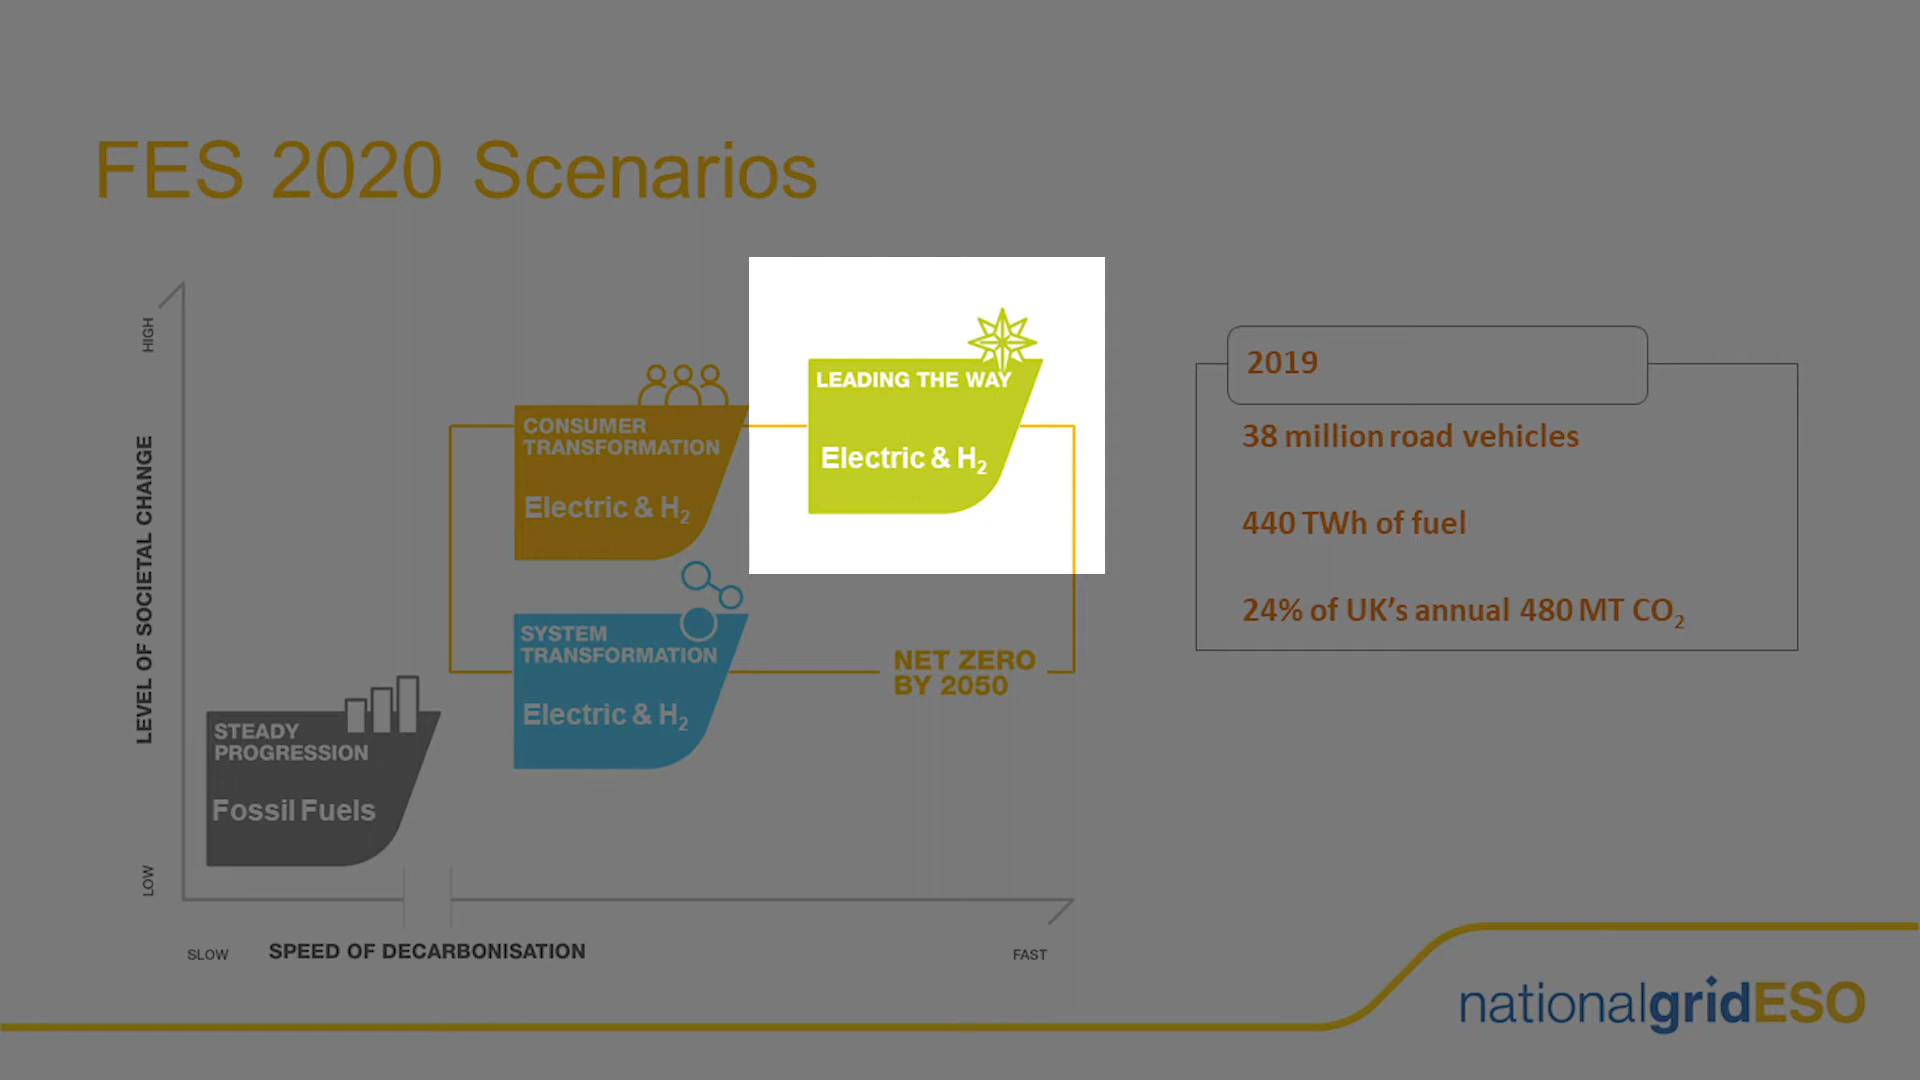 FES 2020 Scenarios
HIGH
LEVEL OF SOCIETAL CHANGE
LOW
LEADING THE WAY
Electric & H₂
CONSUMER
TRANSFORMATION
Electric & H₂
SYSTEM
TRANSFORMATION
Electric & H₂
NET ZERO
BY 2050
STEADY
PROGRESSION
Fossil Fuels
SLOW
SPEED OF DECARBONISATION
FAST
2019
38 million road vehicles
440 TWh of fuel
24% of UK’s annual 480 MT CO₂
nationalgridESO